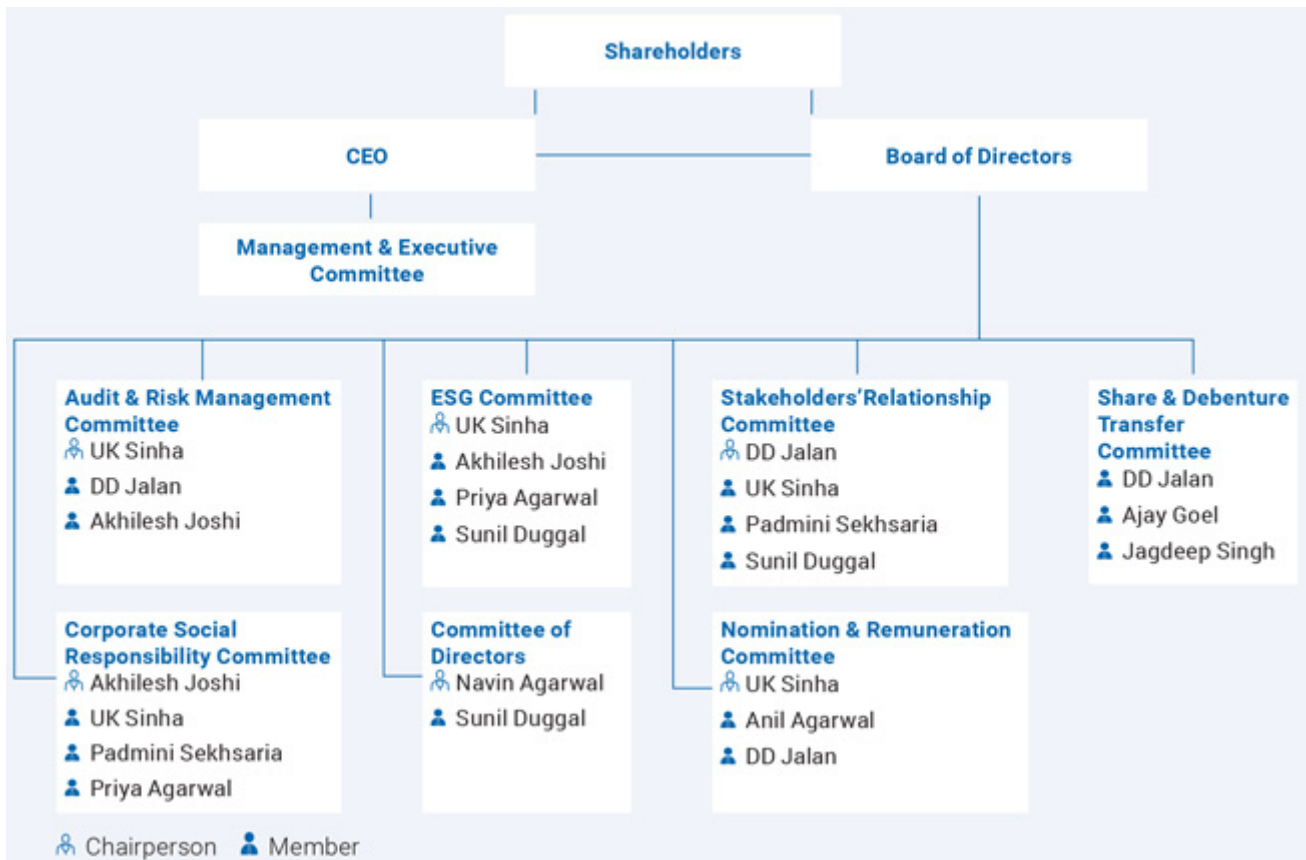 Shareholders
CEO
Board of Directors
Management & Executive
Committee
Audit & Risk Management
Committee
UK Sinha
DD Jalan
Akhilesh Joshi
ESG Committee
UK Sinha
Akhilesh Joshi
Priya Agarwal
Sunil Duggal
Stakeholders'Relationship
Committee
DD Jalan
UK Sinha
Padmini Sekhsaria
Sunil Duggal
Share & Debenture
Transfer
Committee
DD Jalan
Ajay Goel
Jagdeep Singh
Corporate Social
Responsibility Committee
Akhilesh Joshi
UK Sinha
Padmini Sekhsaria
Priya Agarwal
Committee of
Directors
Navin Agarwal
Sunil Duggal
Nomination & Remuneration
Committee
UK Sinha
Anil Agarwal
DD Jalan
Chairperson Member